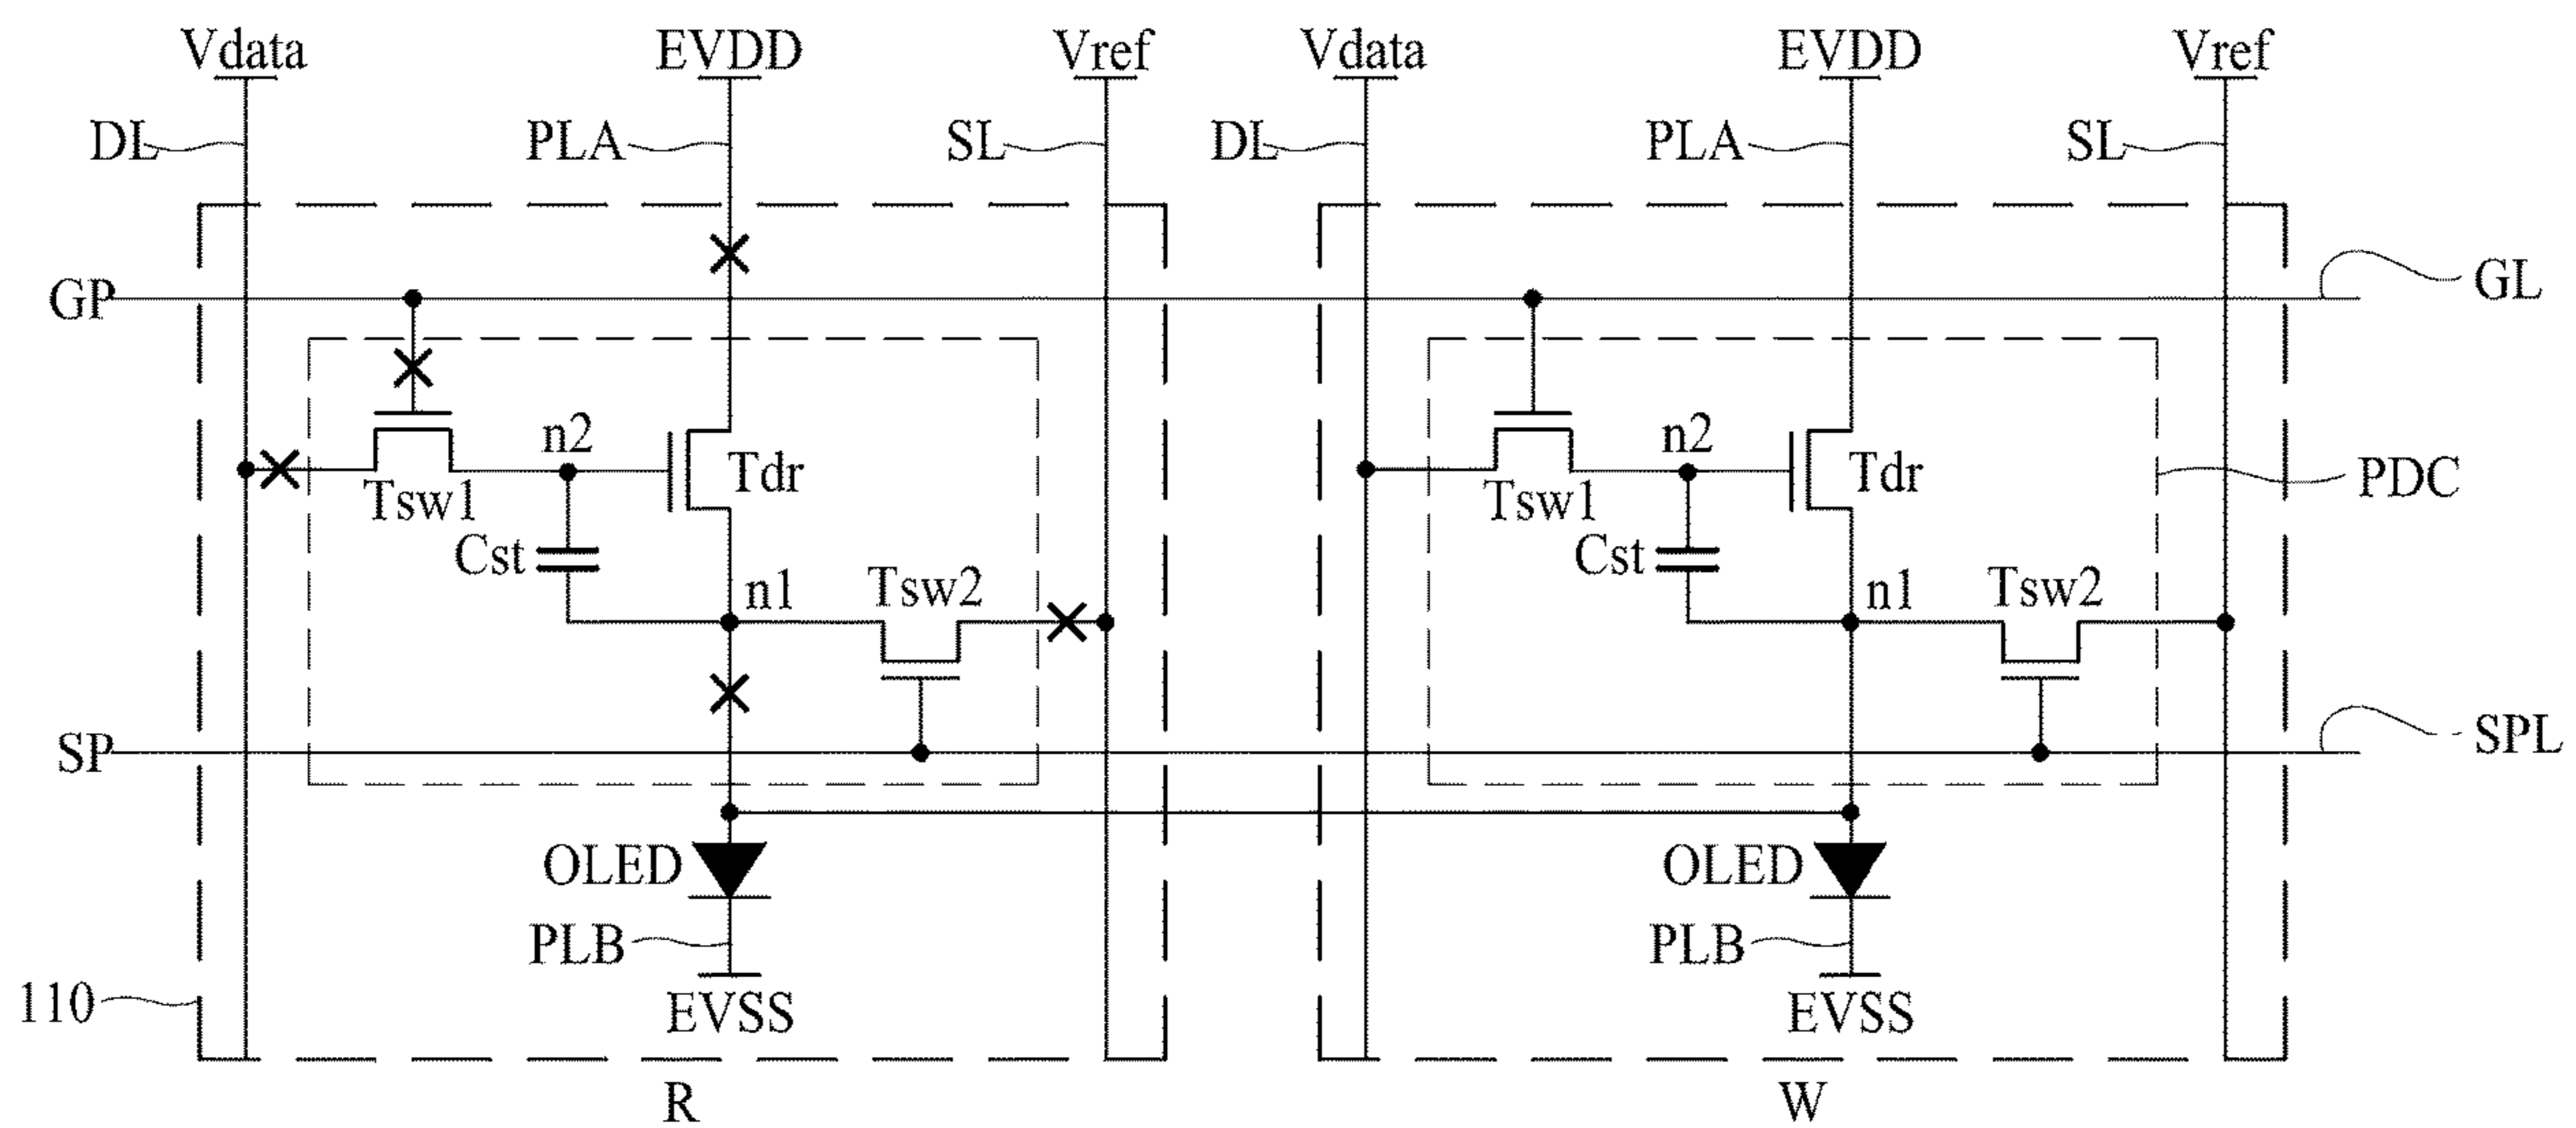 Vdata EVDD Vref Vdata EVDD Vref
DL PLA SL DL PLA SL
GP GL
n2 Tdr n2 Tdr PDC
Tsw1 Tsw1
Cst n1 Tsw2 Cst n1 Tsw2
SP SPL
OLED OLED
PLB PLB
110 EVSS EVSS
R W